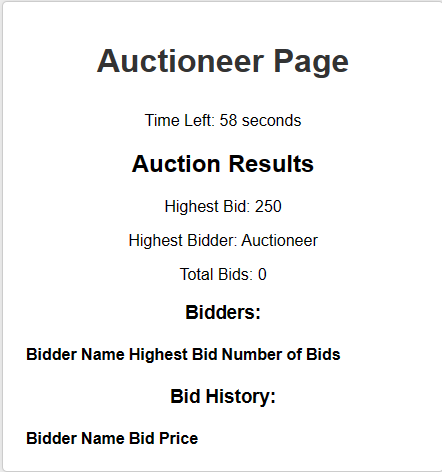 Auctioneer Page
Time Left: 58 seconds
Auction Results
Highest Bid: 250
Highest Bidder: Auctioneer
Total Bids: 0
Bidders:
Bidder Name Highest Bid Number of Bids
Bid History:
Bidder Name Bid Price